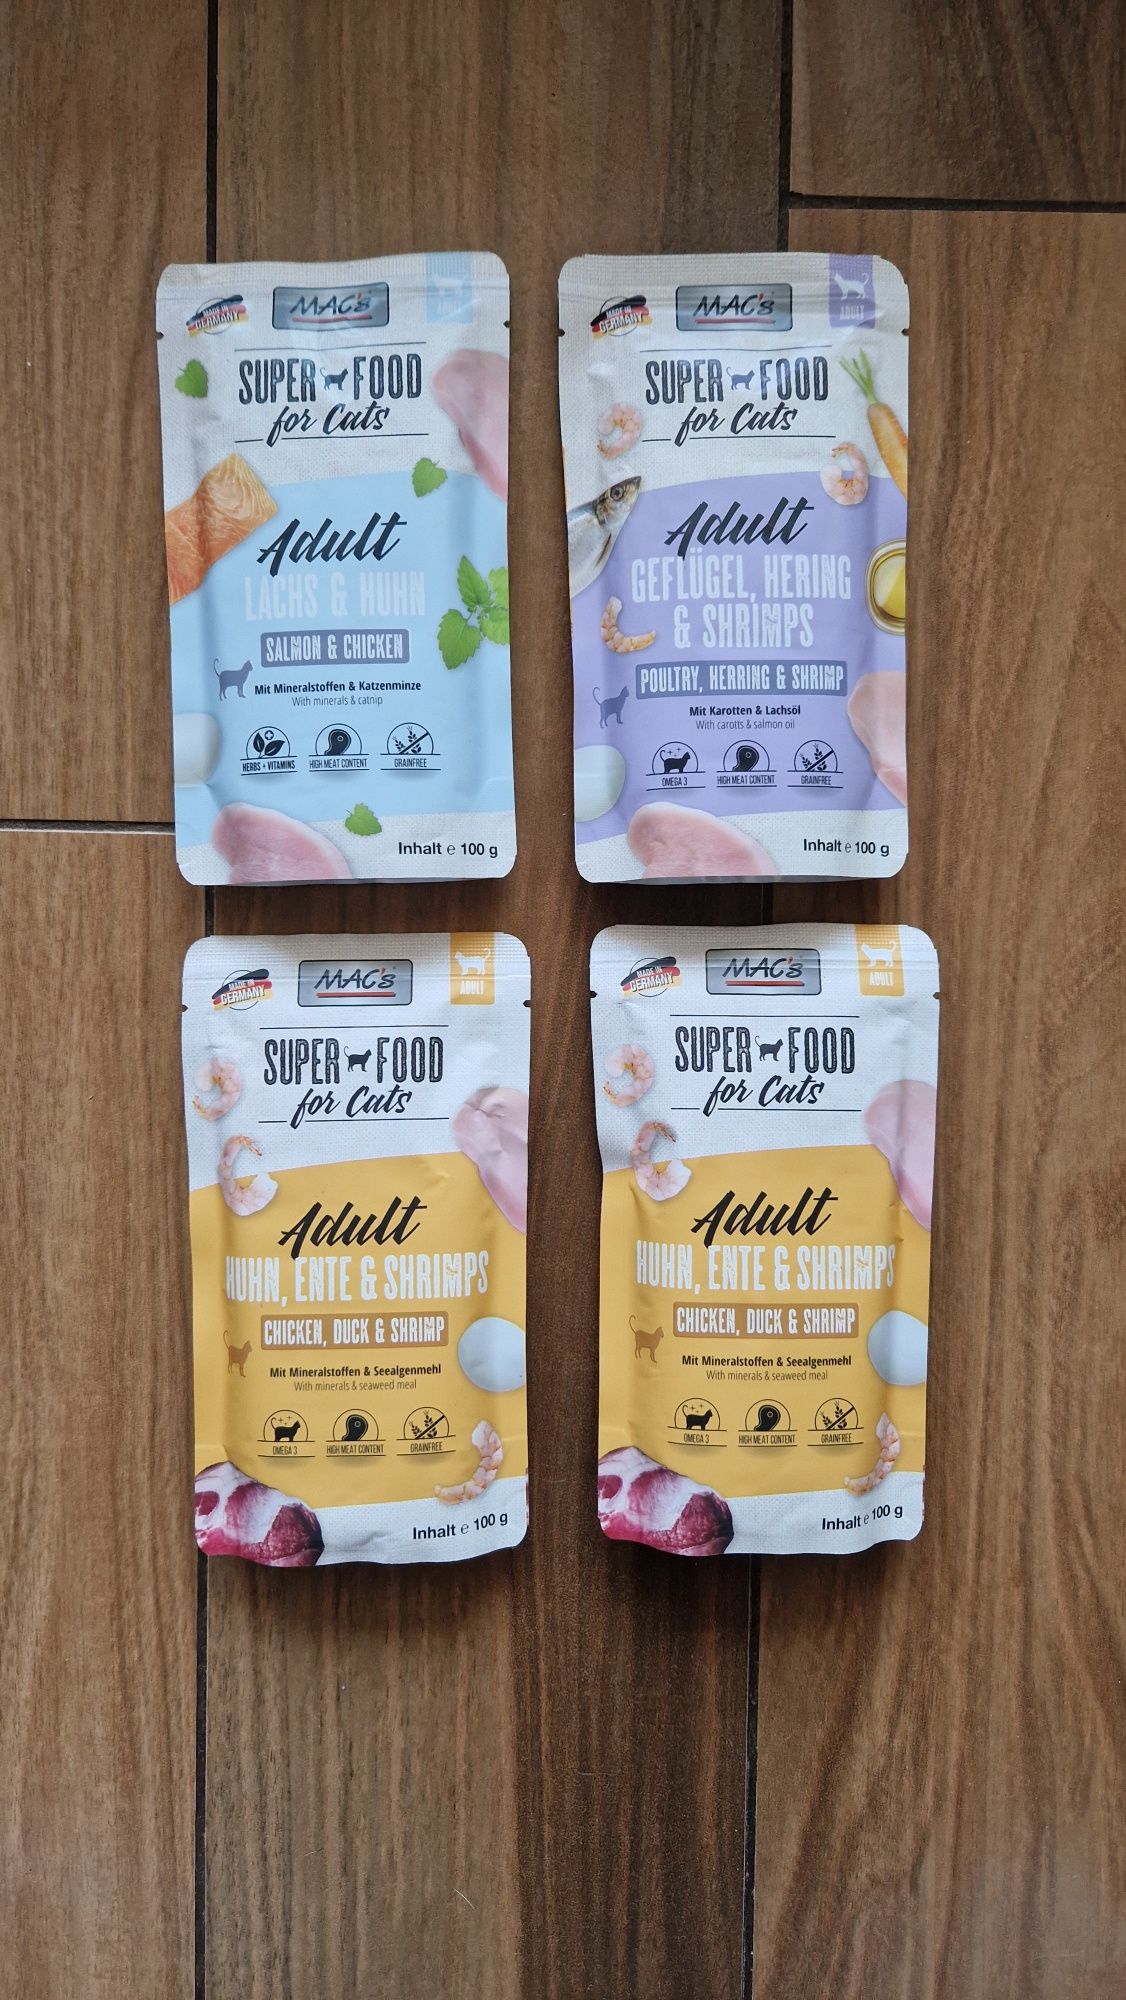 MADE IN
GERMANY
MAC's
SUPER FOOD
for Cats
Adult
LACHS & HUHN
SALMON & CHICKEN
Mit Mineralstoffen & Katzenminze
With minerals & catnip
HERBS + VITAMINS
HIGH MEAT CONTENT
GRAINFREE
Inhalt e 100 g
MADE IN
GERMANY
MAC's
ADULT
SUPER FOOD
for Cats
Adult
GEFLÜGEL, HERING
& SHRIMPS
POULTRY, HERRING & SHRIMP
Mit Karotten & Lachsöl
With carotts & salmon oil
OMEGA 3
HIGH MEAT CONTENT
GRAINFREE
Inhalt e 100 g
MADE IN
GERMANY
MAC's
ADULT
SUPER FOOD
for Cats
Adult
HUHN, ENTE & SHRIMPS
CHICKEN, DUCK & SHRIMP
Mit Mineralstoffen & Seealgenmehl
With minerals & seaweed meal
OMEGA 3
HIGH MEAT CONTENT
GRAINFREE
Inhalt e 100 g
MADE IN
GERMANY
MAC's
ADULT
SUPER FOOD
for Cats
Adult
HUHN, ENTE & SHRIMPS
CHICKEN, DUCK & SHRIMP
Mit Mineralstoffen & Seealgenmehl
With minerals & seaweed meal
OMEGA 3
HIGH MEAT CONTENT
GRAINFREE
Inhalt e 100 g